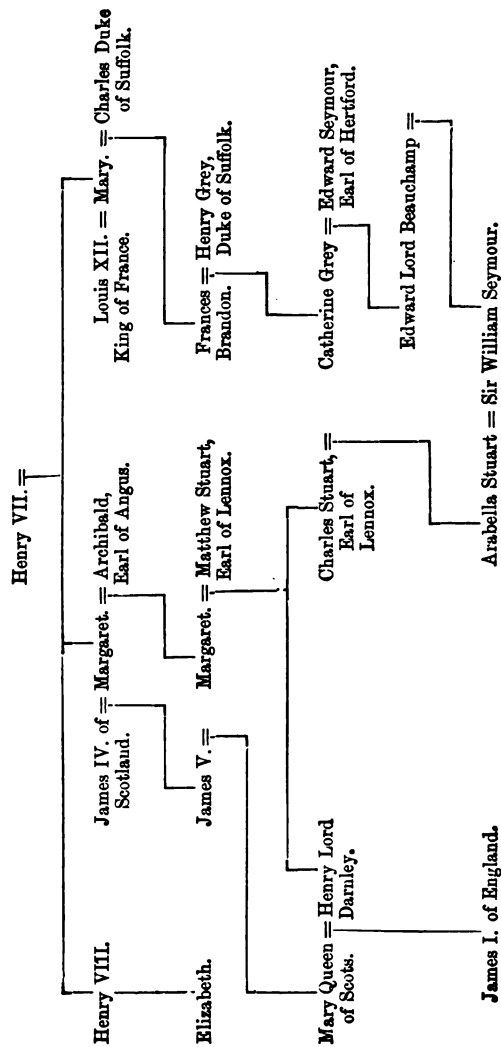 Henry VII. =
Henry VIII.
James IV. of = Margaret. = Archibald,
Scotland.
Earl of Angus.
Louis XII. = Mary. = Charles Duke
King of France.
of Suffolk.
Elizabeth.
James V. =
Margaret. = Matthew Stuart,
Earl of Lennox.
Frances = Henry Grey,
Brandon.
Duke of Suffolk.
Mary Queen = Henry Lord
of Scots.
Darnley.
Charles Stuart, =
Earl of
Lennox.
Catherine Grey = Edward Seymour,
Earl of Hertford.
Edward Lord Beauchamp =
James I. of England.
Arabella Stuart = Sir William Seymour.